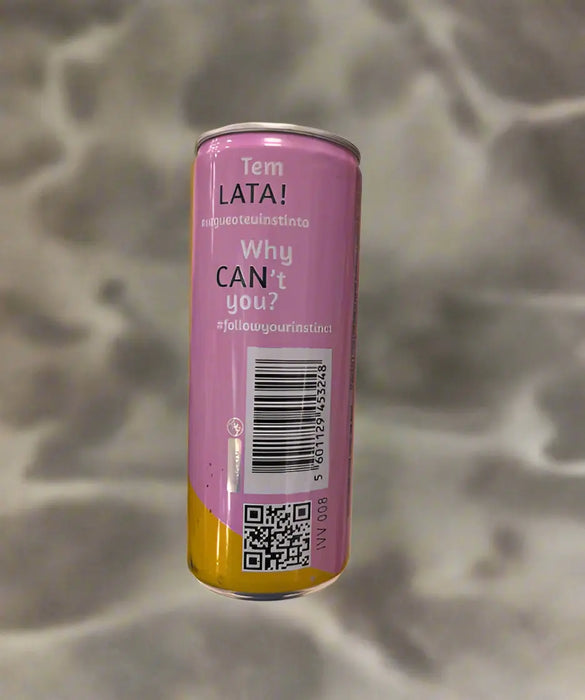 Tem
LATA!
#segueoteuinstinto
Why
CAN't
you?
#followyourinstinct
5 601129 453248
IVV 008